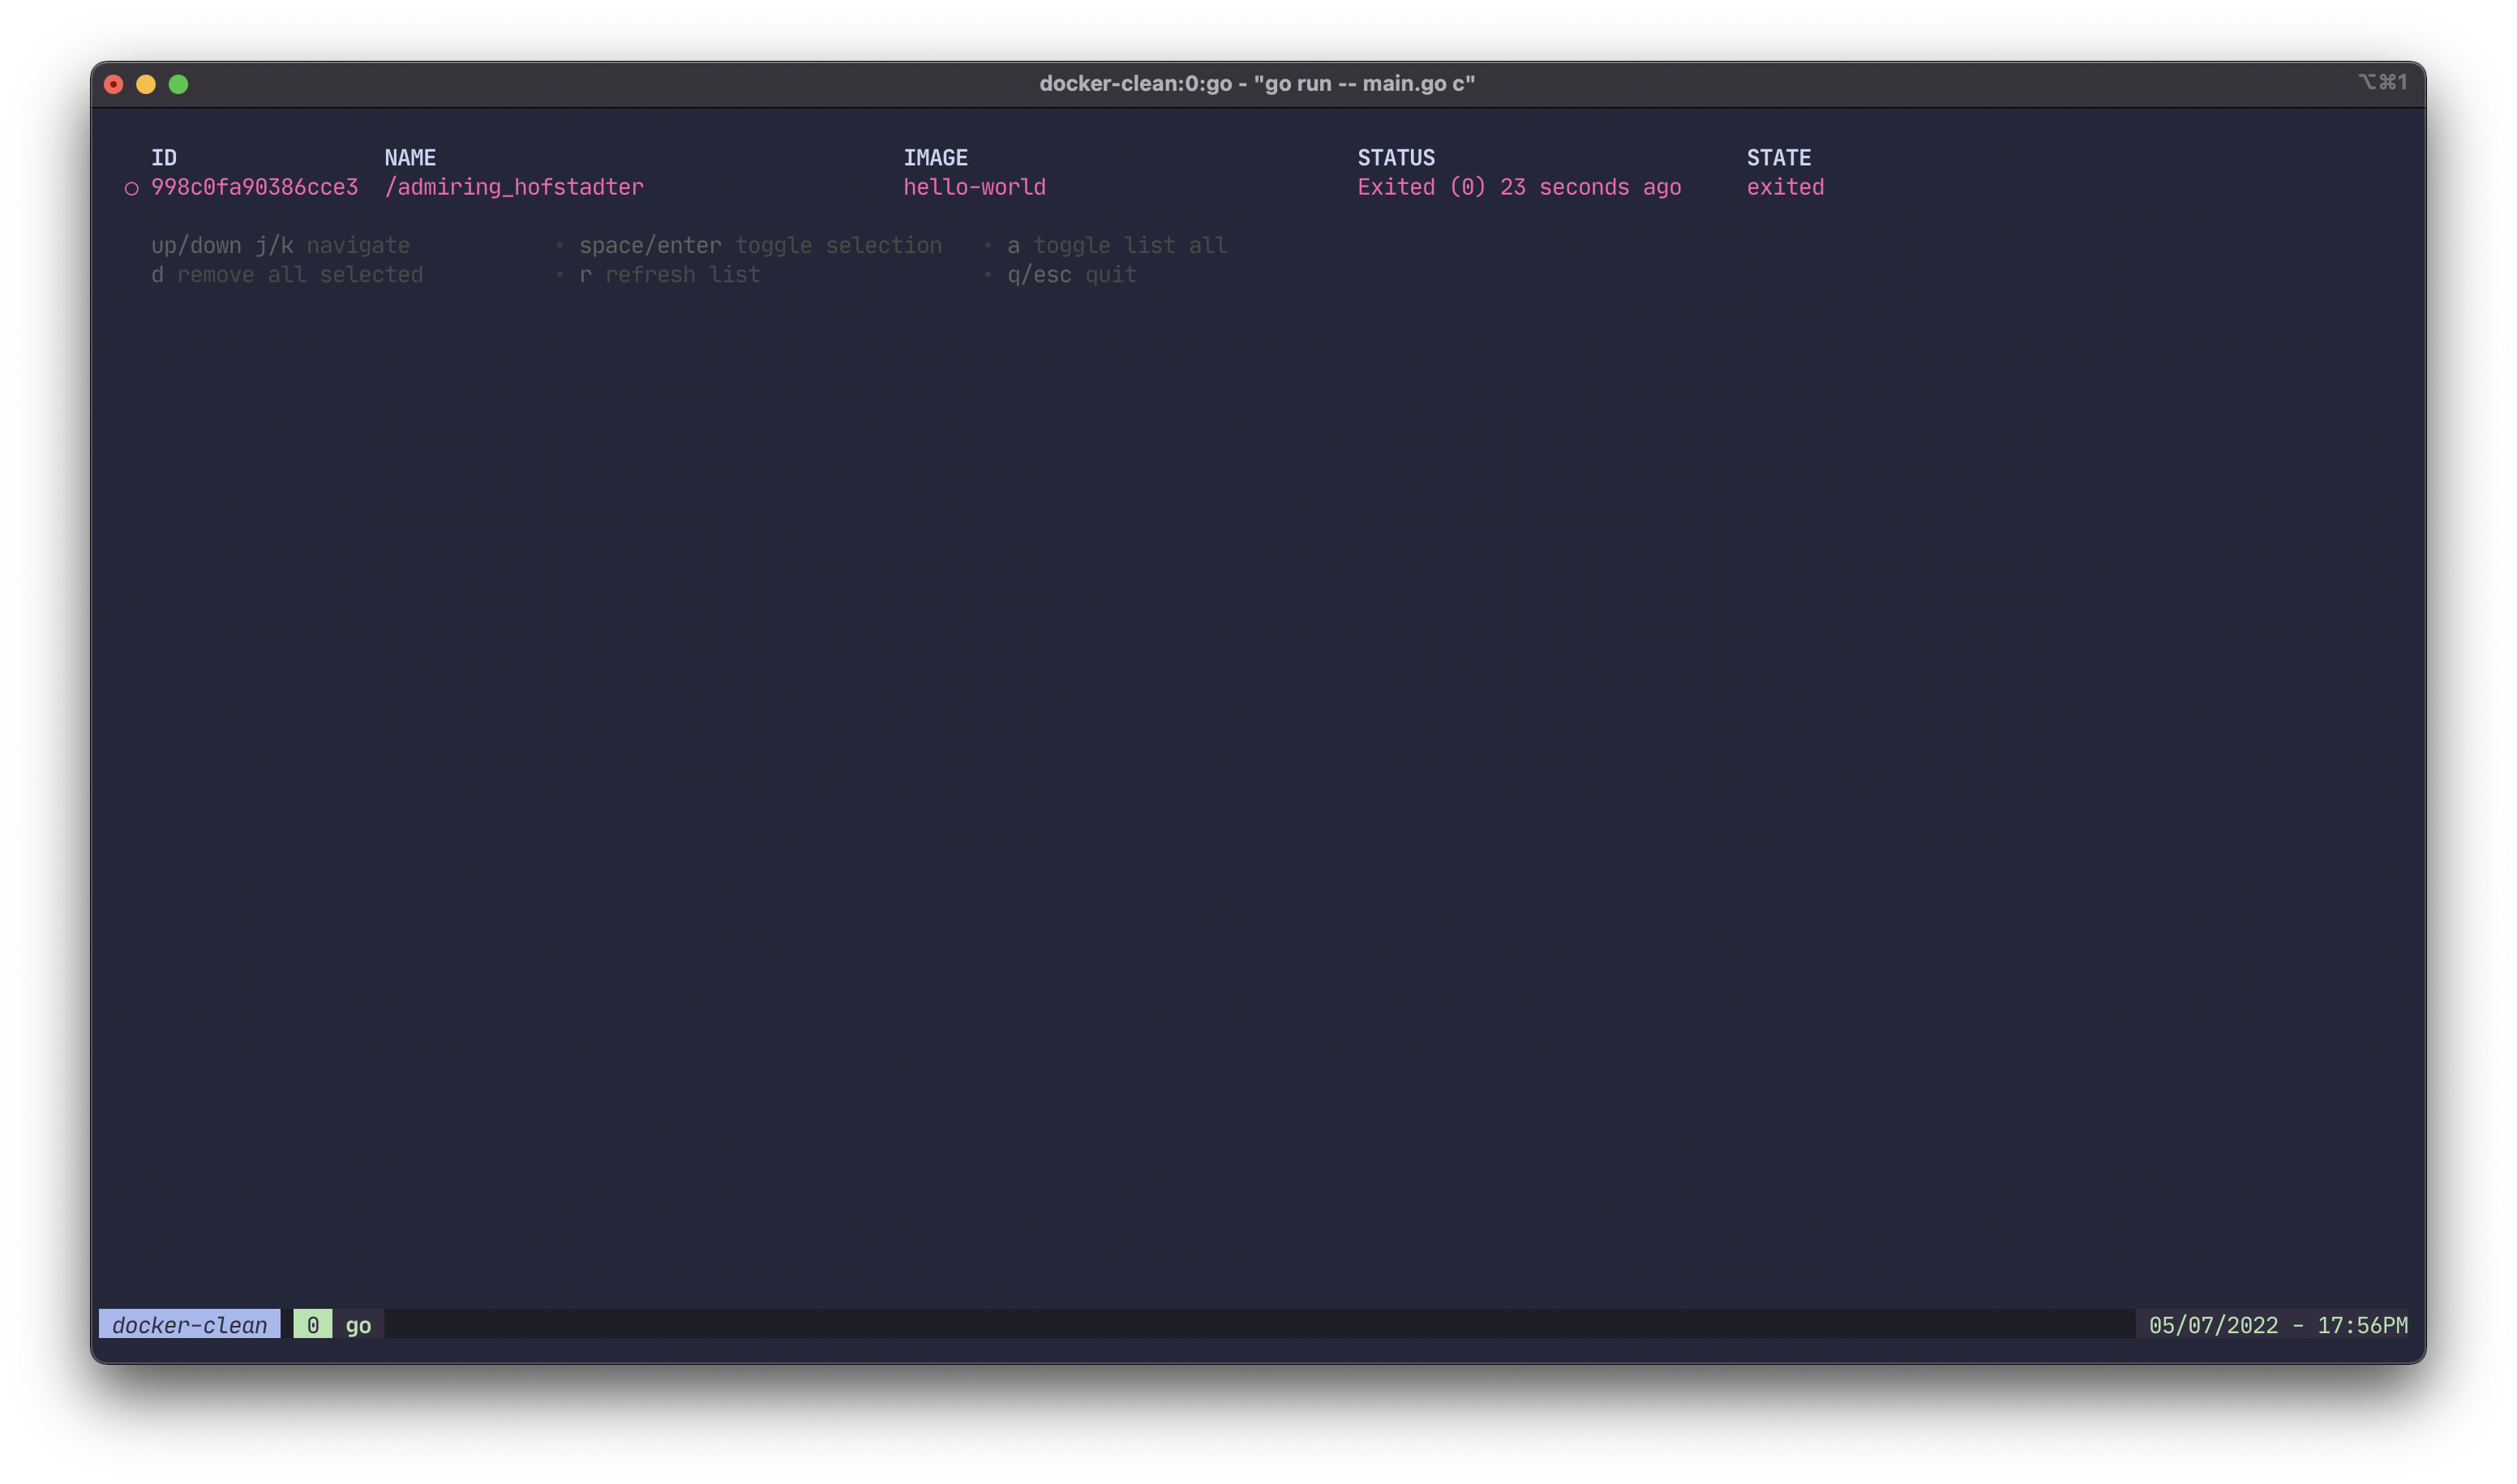 docker-clean:0:go - "go run -- main.go c" ⌥⌘1
ID NAME IMAGE STATUS STATE
○ 998c0fa90386cce3 /admiring_hofstadter hello-world Exited (0) 23 seconds ago exited
up/down j/k navigate • space/enter toggle selection • a toggle list all
d remove all selected • r refresh list • q/esc quit
docker-clean 0 go 05/07/2022 - 17:56PM